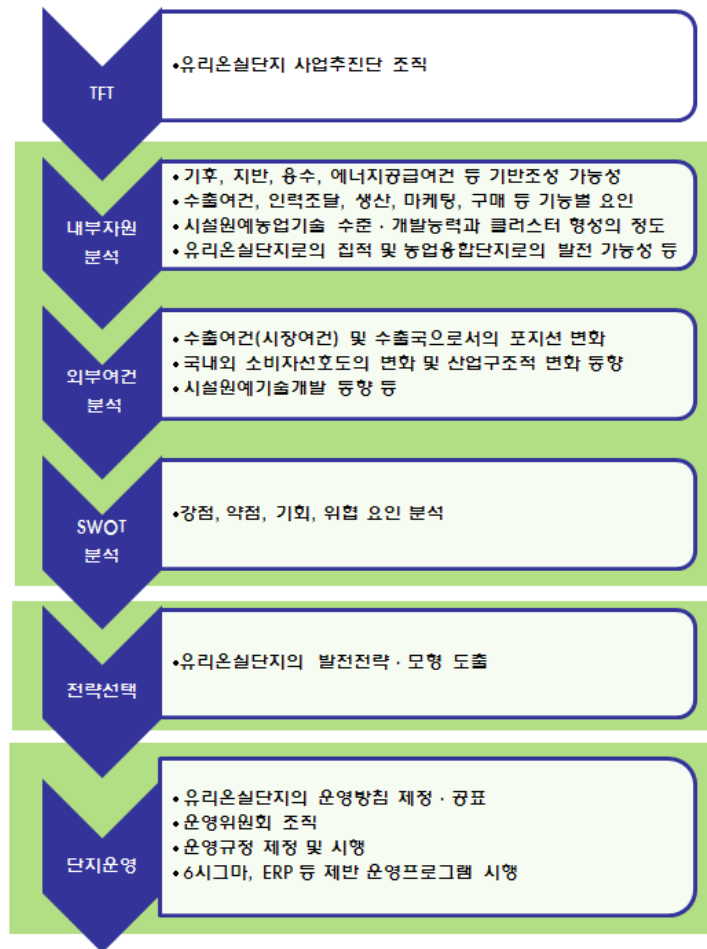 TFT
•유리온실단지 사업추진단 조직
내부자원
분석
•기후, 지반, 용수, 에너지공급여건 등 기반조성 가능성
•수출여건, 인력조달, 생산, 마케팅, 구매 등 기능별 요인
•시설원예농업기술 수준·개발능력과 클러스터 형성의 정도
•유리온실단지로의 집적 및 농업융합단지로의 발전 가능성 등
외부여건
분석
•수출여건(시장여건) 및 수출국으로서의 포지션 변화
•국내외 소비자선호도의 변화 및 산업구조적 변화 동향
•시설원예기술개발 동향 등
SWOT
분석
•강점, 약점, 기회, 위협 요인 분석
전략선택
•유리온실단지의 발전전략·모형 도출
단지운영
•유리온실단지의 운영방침 제정·공표
•운영위원회 조직
•운영규정 제정 및 시행
•6시그마, ERP 등 제반 운영프로그램 시행